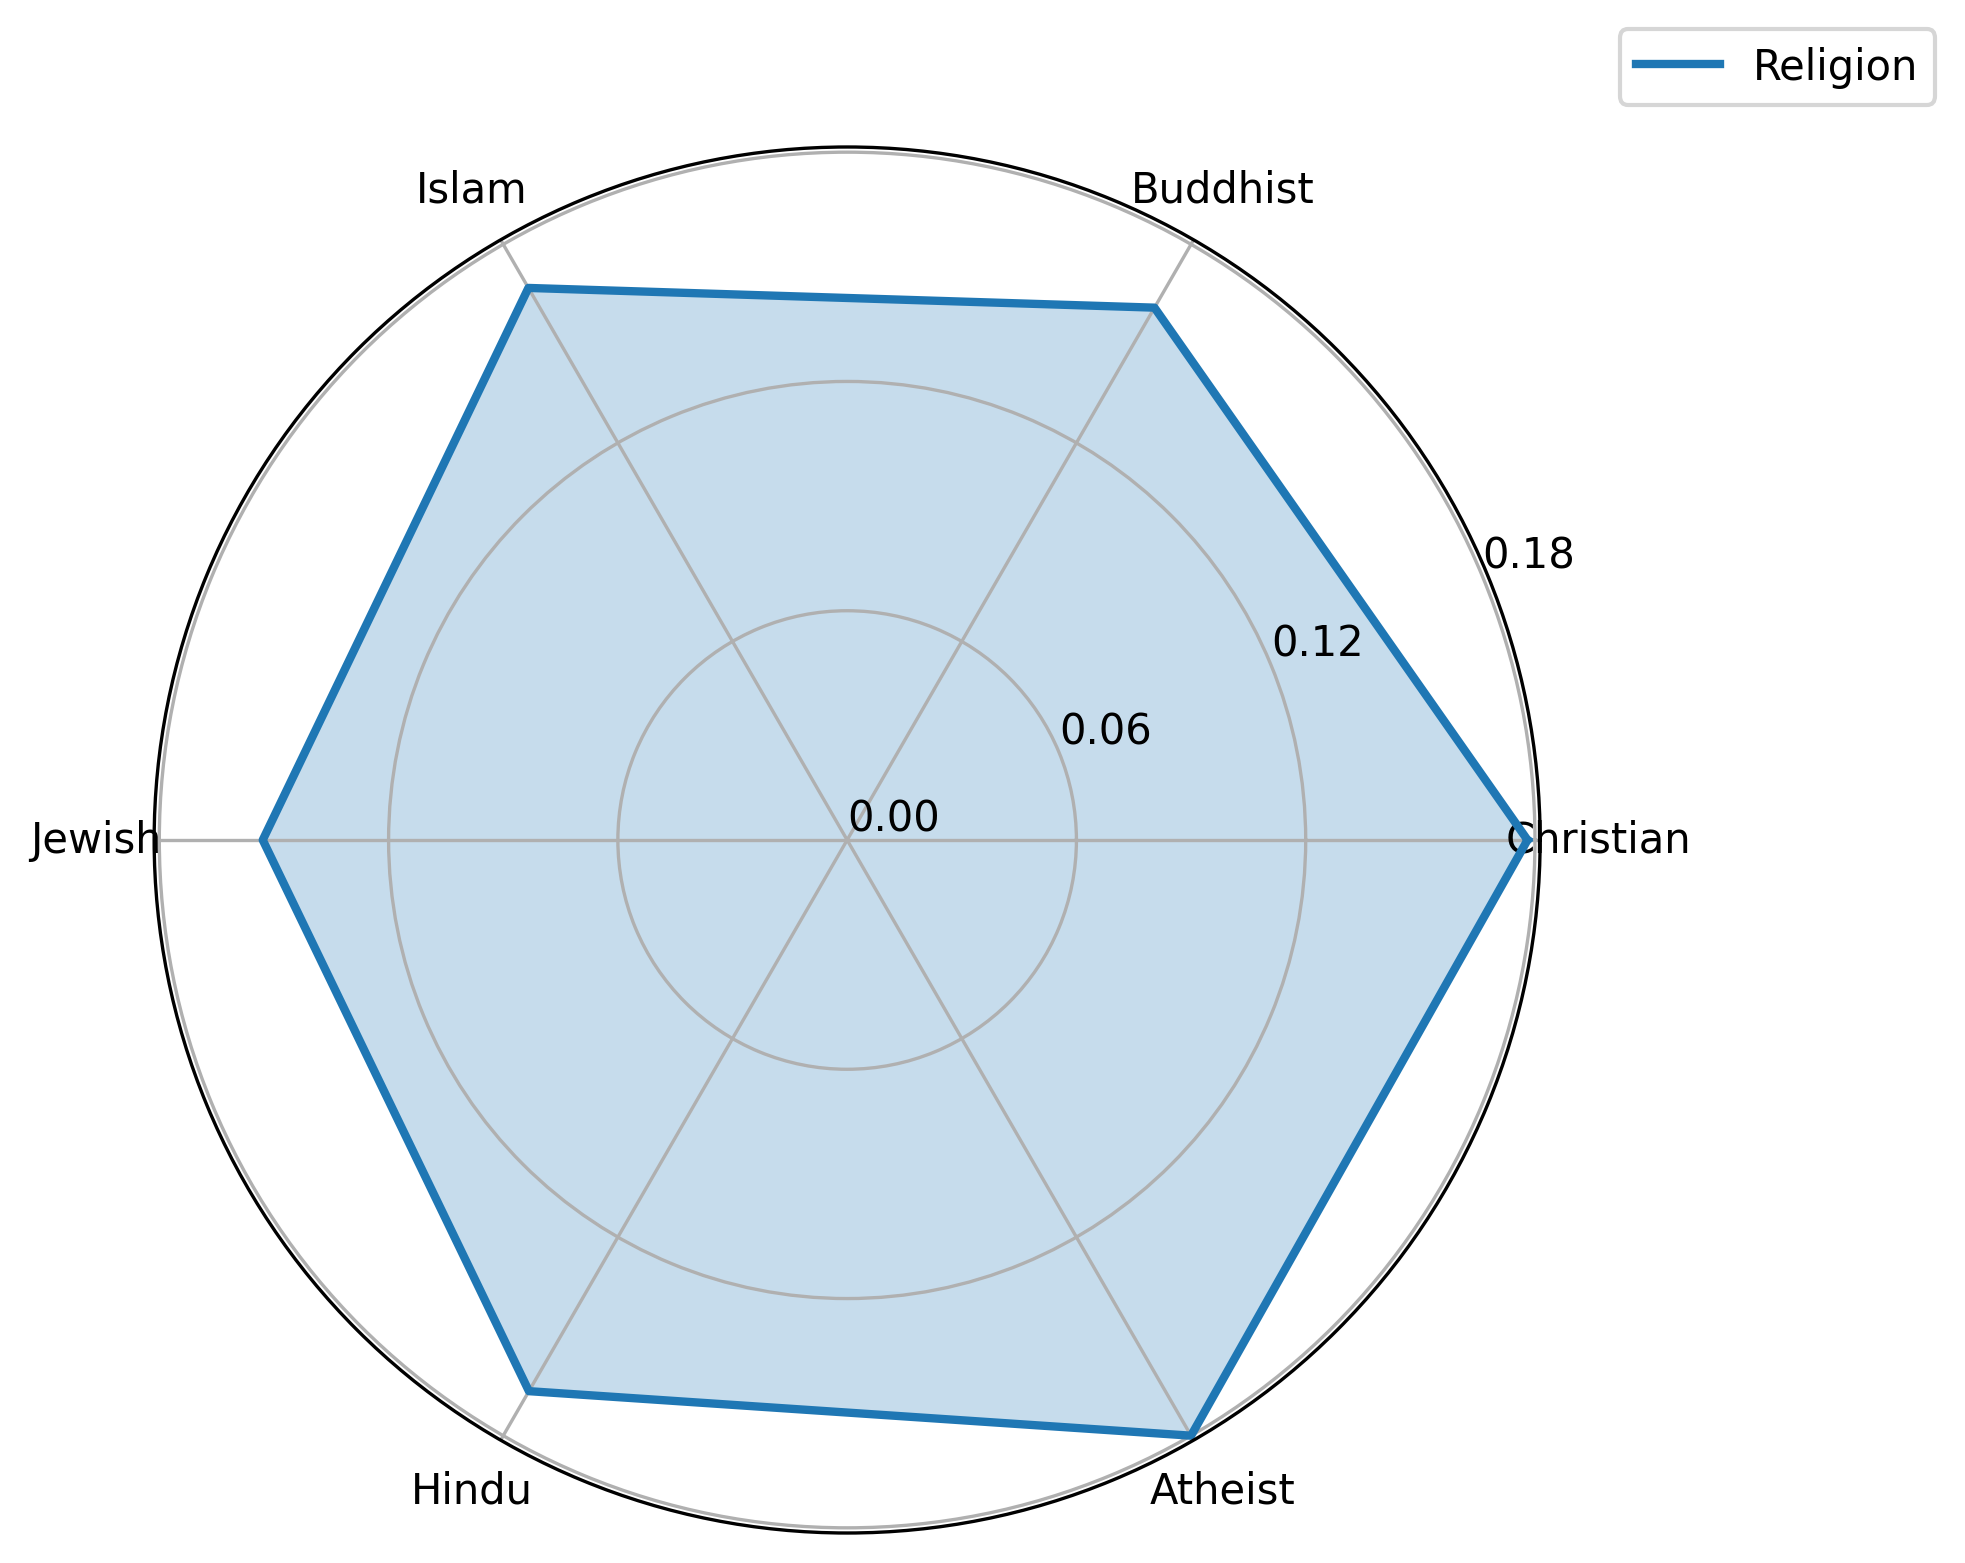 Religion
Islam
Buddhist
0.18
0.12
0.06
0.00
Jewish
Christian
Hindu
Atheist